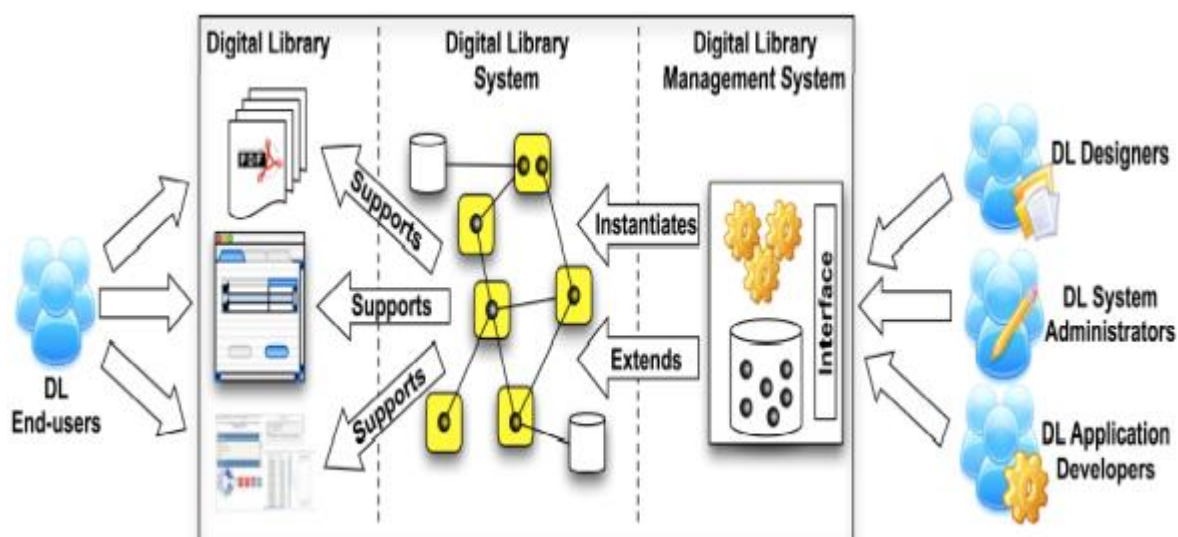 Digital Library
Digital Library
System
Digital Library
Management System
PDF
Supports
Supports
Supports
Instantiates
Extends
Interface
DL
End-users
DL Designers
DL System
Administrators
DL Application
Developers